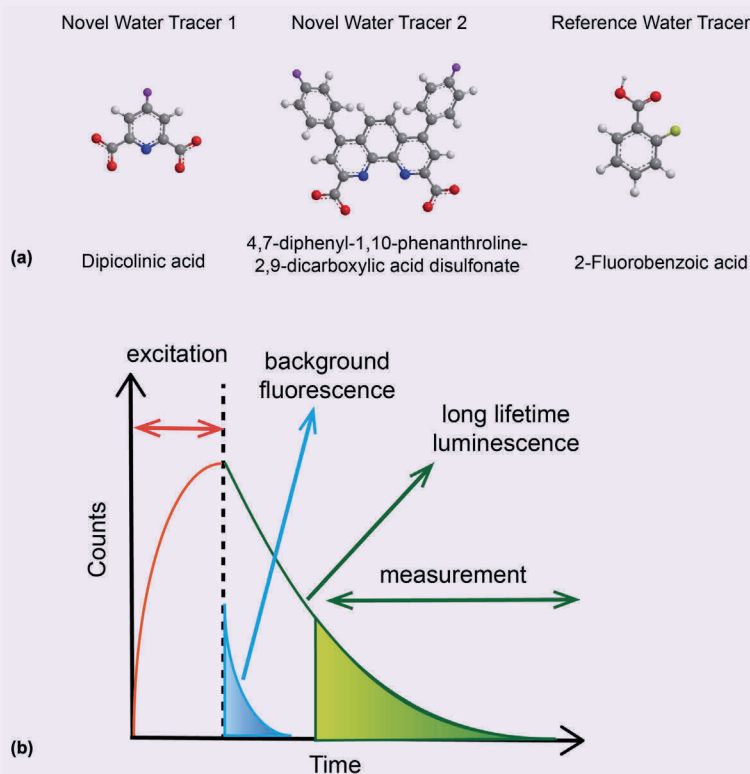 Novel Water Tracer 1
Novel Water Tracer 2
Reference Water Tracer
(a)
Dipicolinic acid
4,7-diphenyl-1,10-phenanthroline-
2,9-dicarboxylic acid disulfonate
2-Fluorobenzoic acid
excitation
background
fluorescence
long lifetime
luminescence
measurement
Counts
(b)
Time